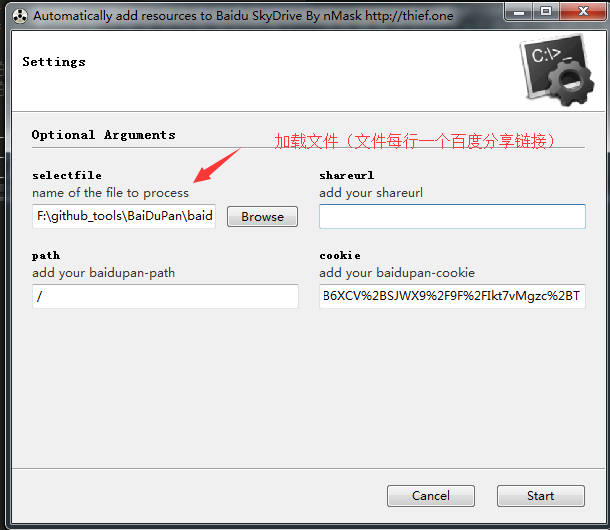 Automatically add resources to Baidu SkyDrive By nMask http://thief.one
Settings
C:\>_
Optional Arguments
加载文件（文件每行一个百度分享链接）
selectfile
name of the file to process
F:\github_tools\BaiDuPan\baid
Browse
shareurl
add your shareurl
path
add your baidupan-path
/
cookie
add your baidupan-cookie
B6XCV%2BSJWX9%2F9F%2FIkt7vMgzc%2BT
Cancel
Start